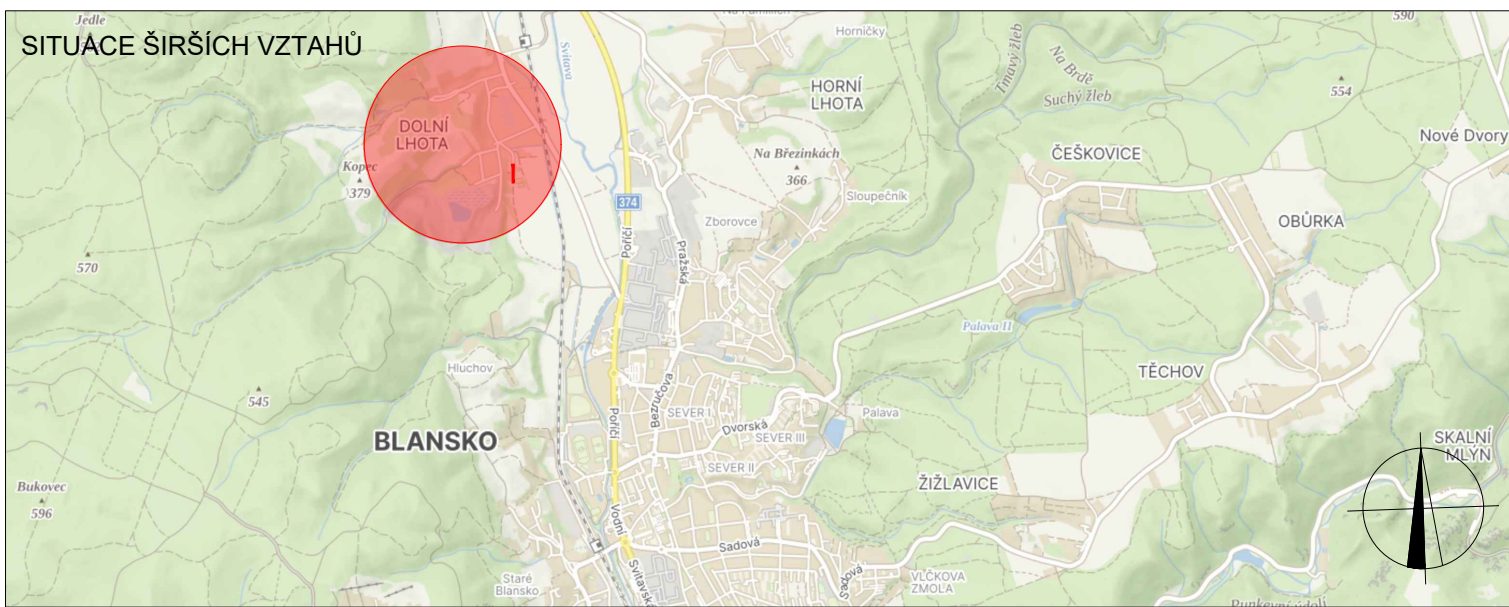 SITUACE ŠIRŠÍCH VZTAHŮ
Jedle
Svitava
Horničky
590
HORNÍ
LHOTA
Tmavý žleb
Na Brdě
Suchý žleb
554
DOLNÍ
LHOTA
Kopec
379
Na Březinkách
366
ČEŠKOVICE
Nové Dvory
374
Sloupečník
Zborovce
OBŮRKA
Poříčí
Pražská
570
Palava II
Hluchov
TĚCHOV
545
Bezručova
SEVER I
Dvorská
Palava
Poříčí
SEVER III
BLANSKO
SEVER II
SKALNÍ
MLÝN
Bukovec
596
ŽIŽLAVICE
Vodní
Sadová
Svitavská
Sadová
Staré
Blansko
VLČKOVA
ZMOLA
Punkevní údolí